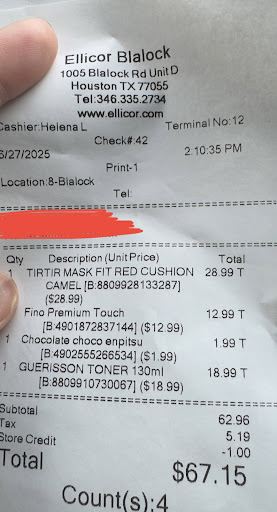 Ellicor Blalock
1005 Blalock Rd Unit D
Houston TX 77055
Tel:346.335.2734
www.ellicor.com
Cashier:Helena L Terminal No:12
Check#:42
6/27/2025 2:10:35 PM
Print-1
Location:8-Blalock
Tel:
Qty Description (Unit Price) Total
1 TIRTIR MASK FIT RED CUSHION 28.99 T
CAMEL [B:8809928133287]
($28.99)
Fino Premium Touch 12.99 T
[B:4901872837144] ($12.99)
1 Chocolate choco enpitsu 1.99 T
[B:4902555266534] ($1.99)
1 GUERISSON TONER 130ml 18.99 T
[B:8809910730067] ($18.99)
Subtotal 62.96
Tax 5.19
Store Credit -1.00
Total $67.15
Count(s):4